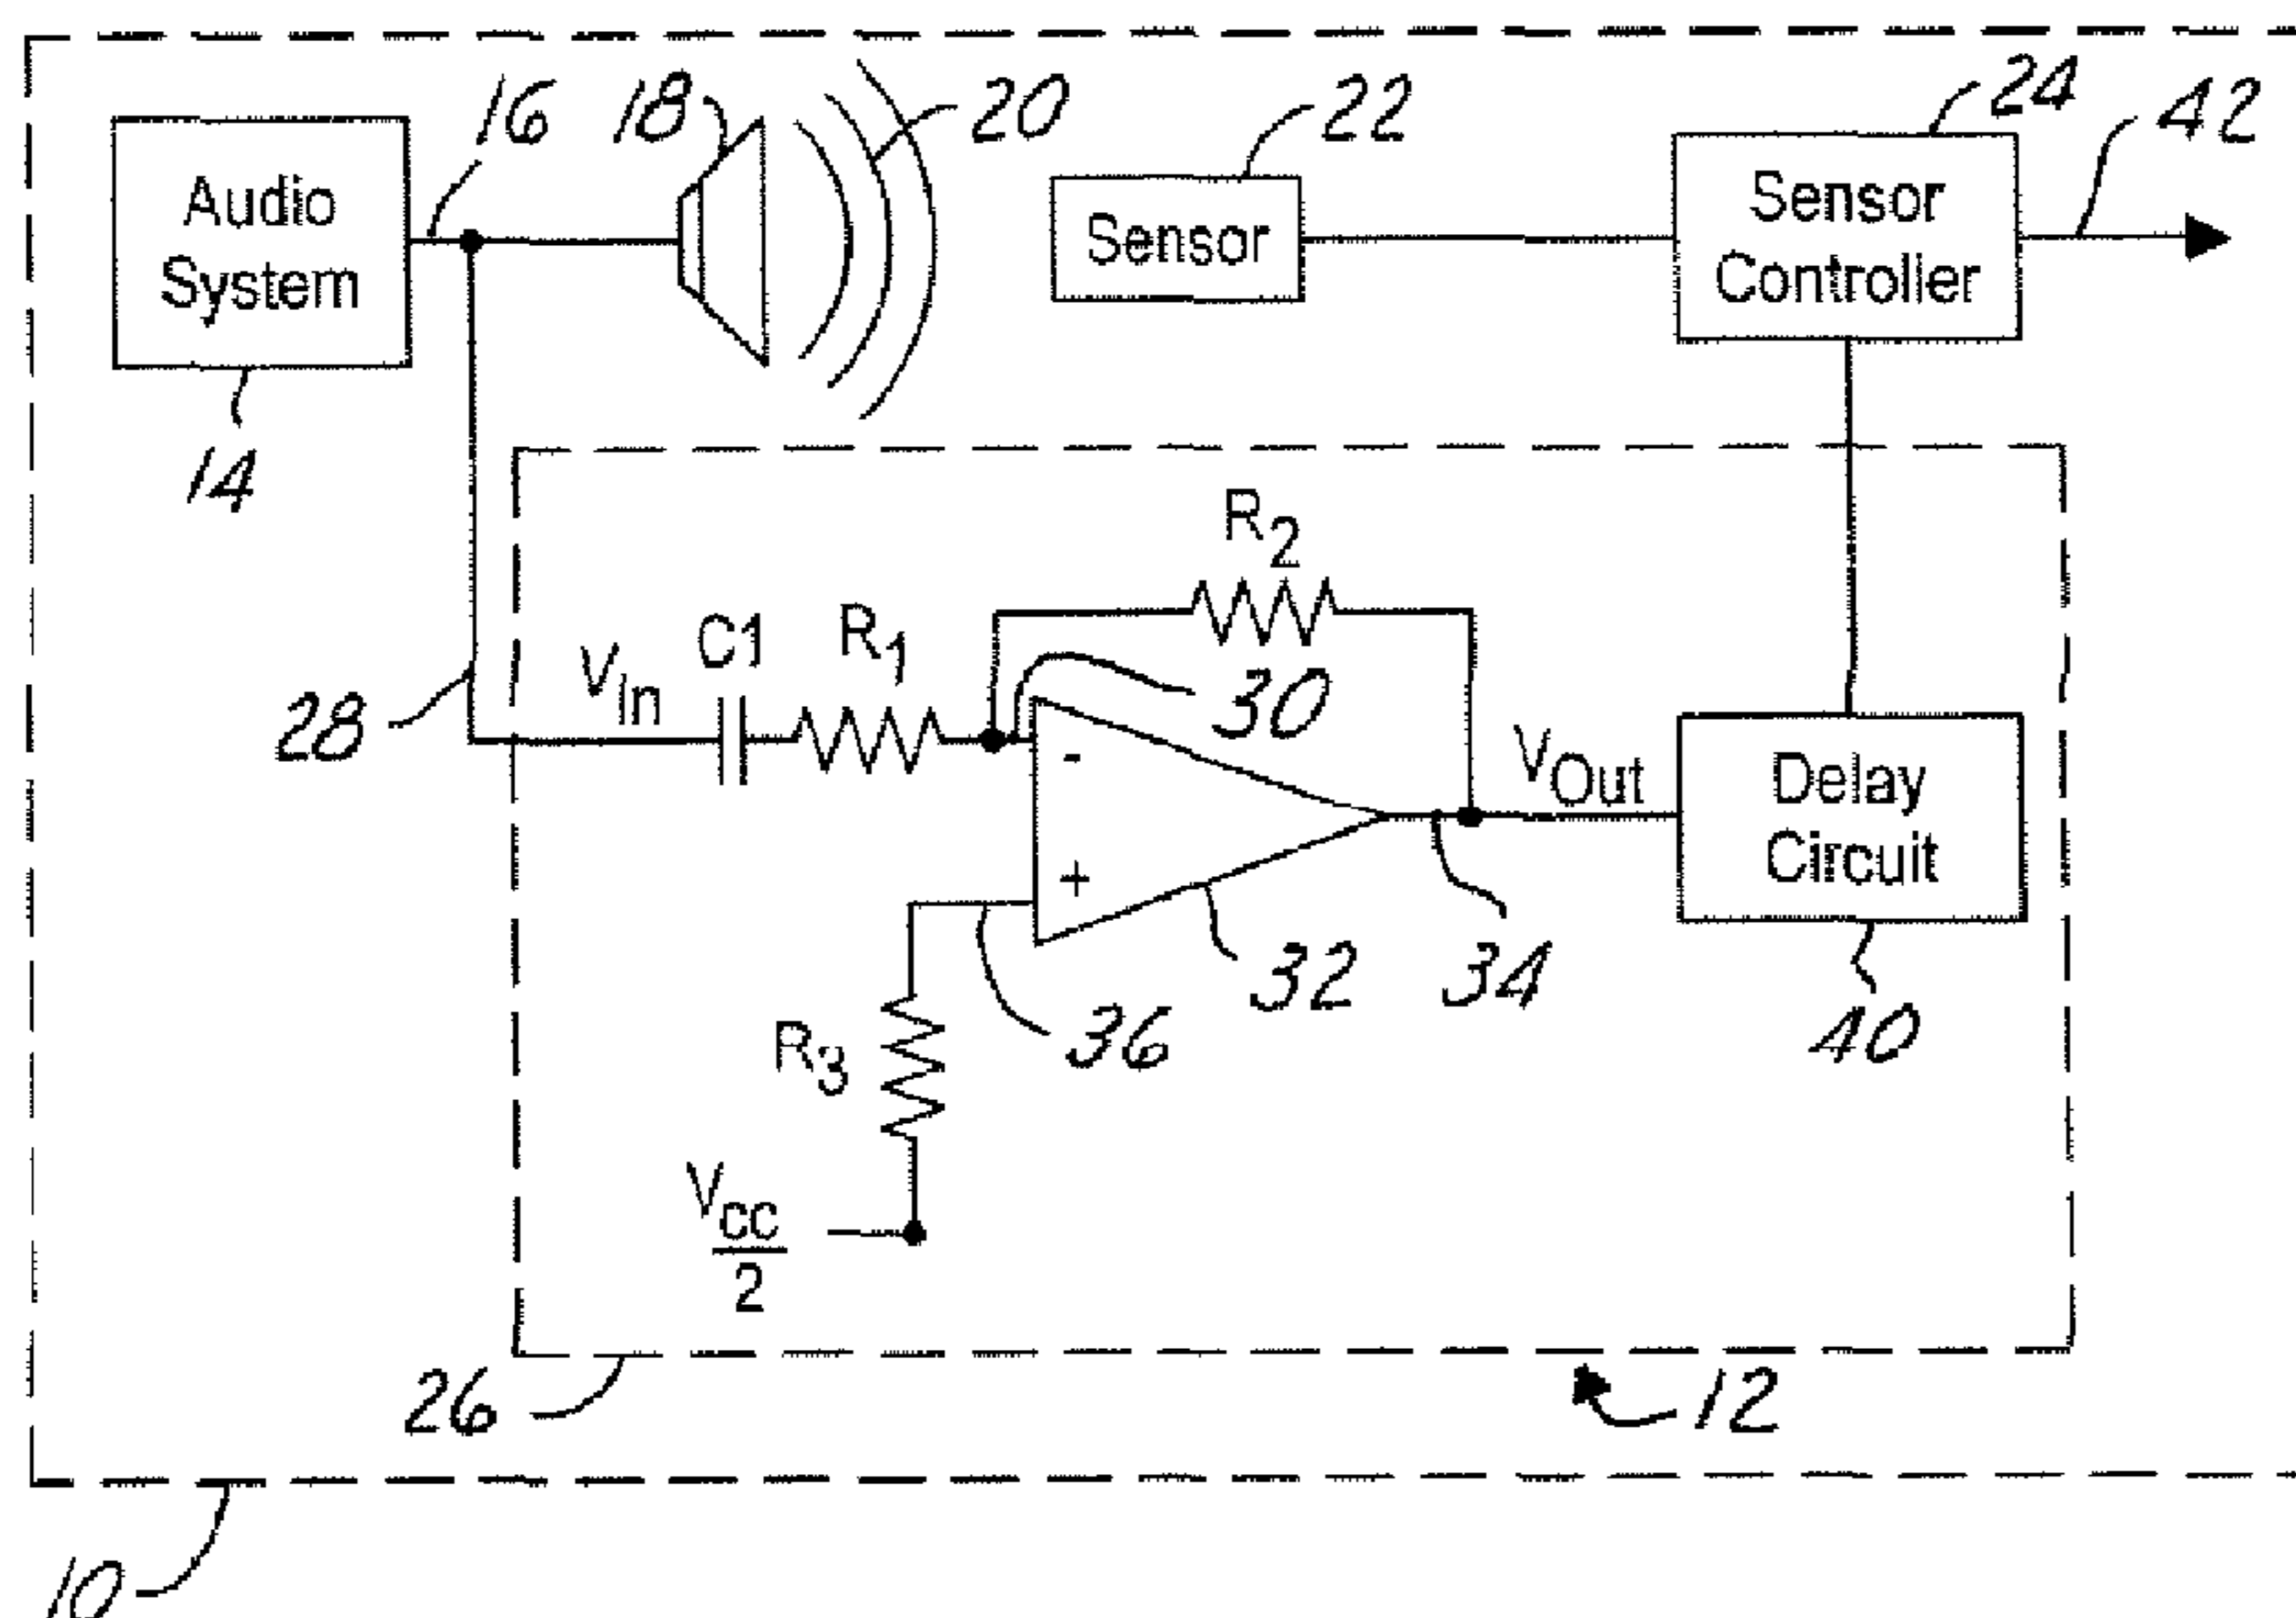 16
18
20
22
24
42
Audio
System
Sensor
Sensor
Controller
14
R2
C1
R1
Vin
28
30
-
+
VOut
Delay
Circuit
32
34
36
40
R3
Vcc
2
26
12
10